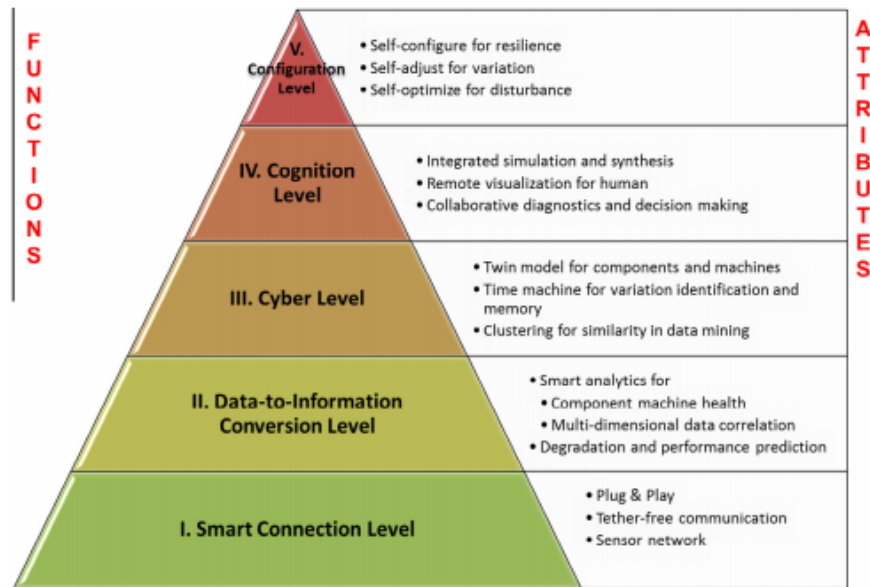 FUNCTIONS
ATTRIBUTES
V.
Configuration
Level
• Self-configure for resilience
• Self-adjust for variation
• Self-optimize for disturbance
IV. Cognition
Level
• Integrated simulation and synthesis
• Remote visualization for human
• Collaborative diagnostics and decision making
III. Cyber Level
• Twin model for components and machines
• Time machine for variation identification and
memory
• Clustering for similarity in data mining
II. Data-to-Information
Conversion Level
• Smart analytics for
• Component machine health
• Multi-dimensional data correlation
• Degradation and performance prediction
I. Smart Connection Level
• Plug & Play
• Tether-free communication
• Sensor network